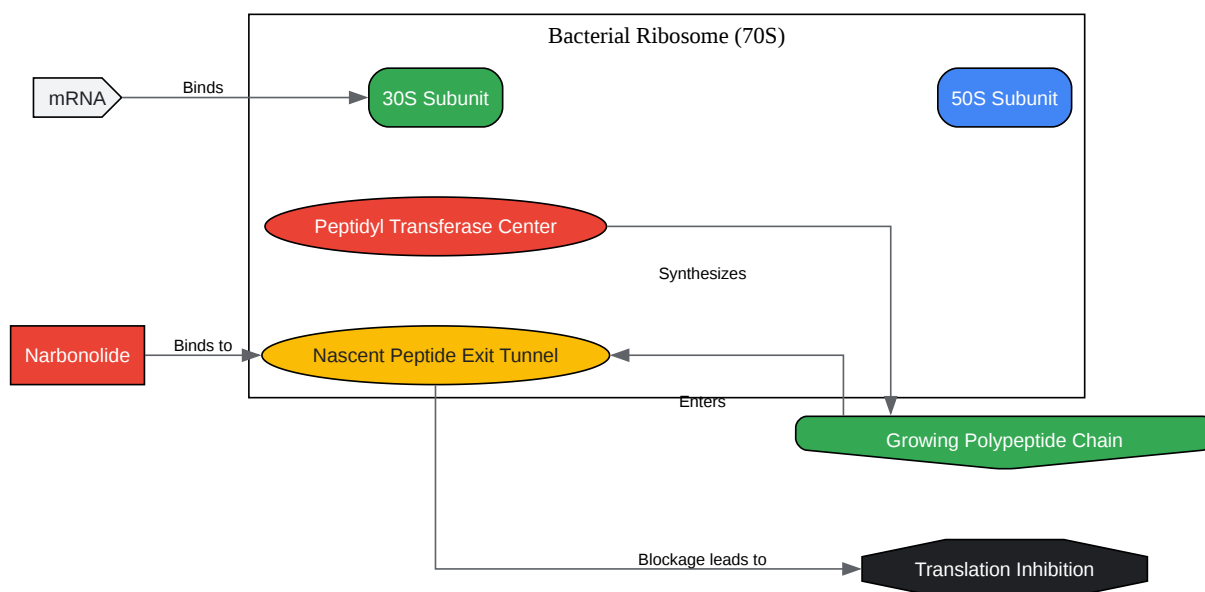 Bacterial Ribosome (70S)
mRNA
Binds
30S Subunit
50S Subunit
Peptidyl Transferase Center
Synthesizes
Narbonolide
Binds to
Nascent Peptide Exit Tunnel
Enters
Growing Polypeptide Chain
Blockage leads to
Translation Inhibition